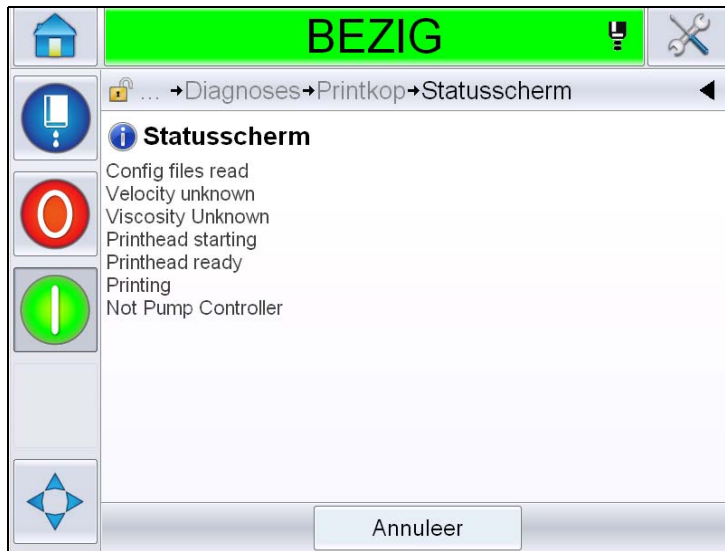 BEZIG
... →Diagnoses→Printkop→Statusscherm
Statusscherm
Config files read
Velocity unknown
Viscosity Unknown
Printhead starting
Printhead ready
Printing
Not Pump Controller
Annuleer